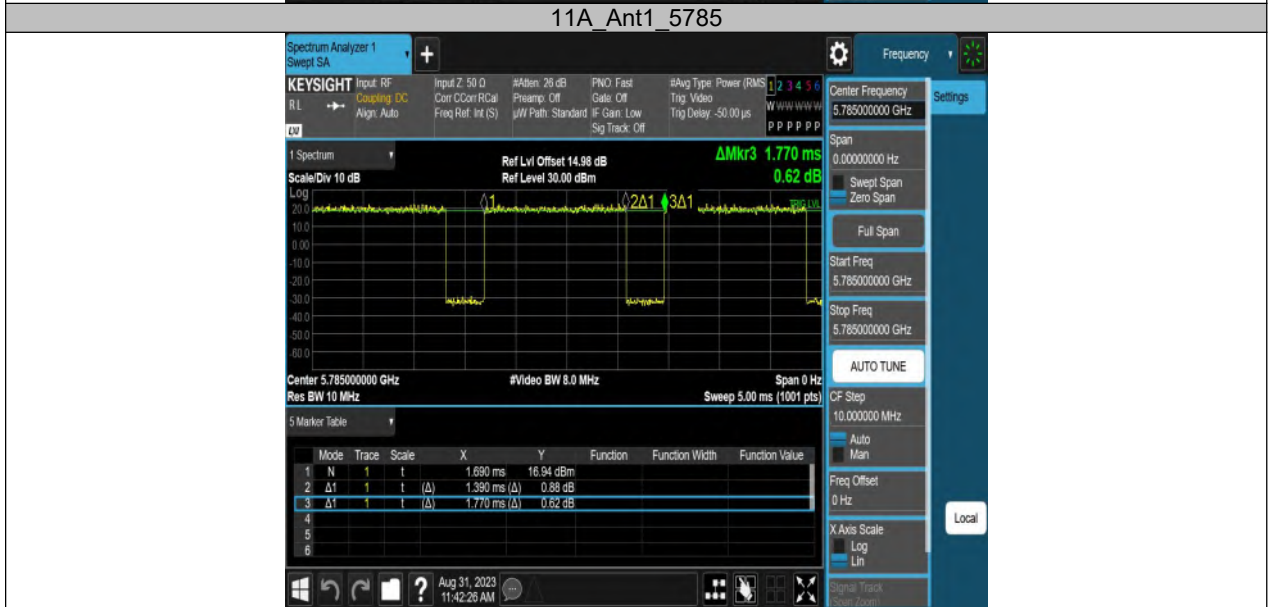 11A_Ant1_5785
Spectrum Analyzer 1
Swept SA
+
Frequency
KEYSIGHT
RL
LXI
Input: RF
Coupling: DC
Align: Auto
Input Z: 50 Ω
Corr CCorr RCal
Freq Ref: Int (S)
#Atten: 26 dB
Preamp: Off
µW Path: Standard
PNO: Fast
Gate: Off
IF Gain: Low
Sig Track: Off
#Avg Type: Power (RMS
Trig: Video
Trig Delay: -50.00 µs
1 2 3 4 5 6
W W W W W W
P P P P P P
Center Frequency
5.785000000 GHz
Settings
1 Spectrum
Scale/Div 10 dB
Ref Lvl Offset 14.98 dB
Ref Level 30.00 dBm
ΔMkr3 1.770 ms
0.62 dB
Log
20.0
10.0
0.00
-10.0
-20.0
-30.0
-40.0
-50.0
-60.0
1
2Δ1
3Δ1
TRIG LVL
Center 5.785000000 GHz
#Video BW 8.0 MHz
Span 0 Hz
Res BW 10 MHz
Sweep 5.00 ms (1001 pts)
Span
0.00000000 Hz
Swept Span
Zero Span
Full Span
Start Freq
5.785000000 GHz
Stop Freq
5.785000000 GHz
AUTO TUNE
CF Step
10.000000 MHz
Auto
Man
Freq Offset
0 Hz
X Axis Scale
Log
Lin
Signal Track
(Span Zoom)
Local
5 Marker Table
Mode Trace Scale X Y Function Function Width Function Value
1 N 1 t 1.690 ms 16.94 dBm
2 Δ1 1 t (Δ) 1.390 ms (Δ) 0.88 dB
3 Δ1 1 t (Δ) 1.770 ms (Δ) 0.62 dB
4
5
6
?
Aug 31, 2023
11:42:26 AM